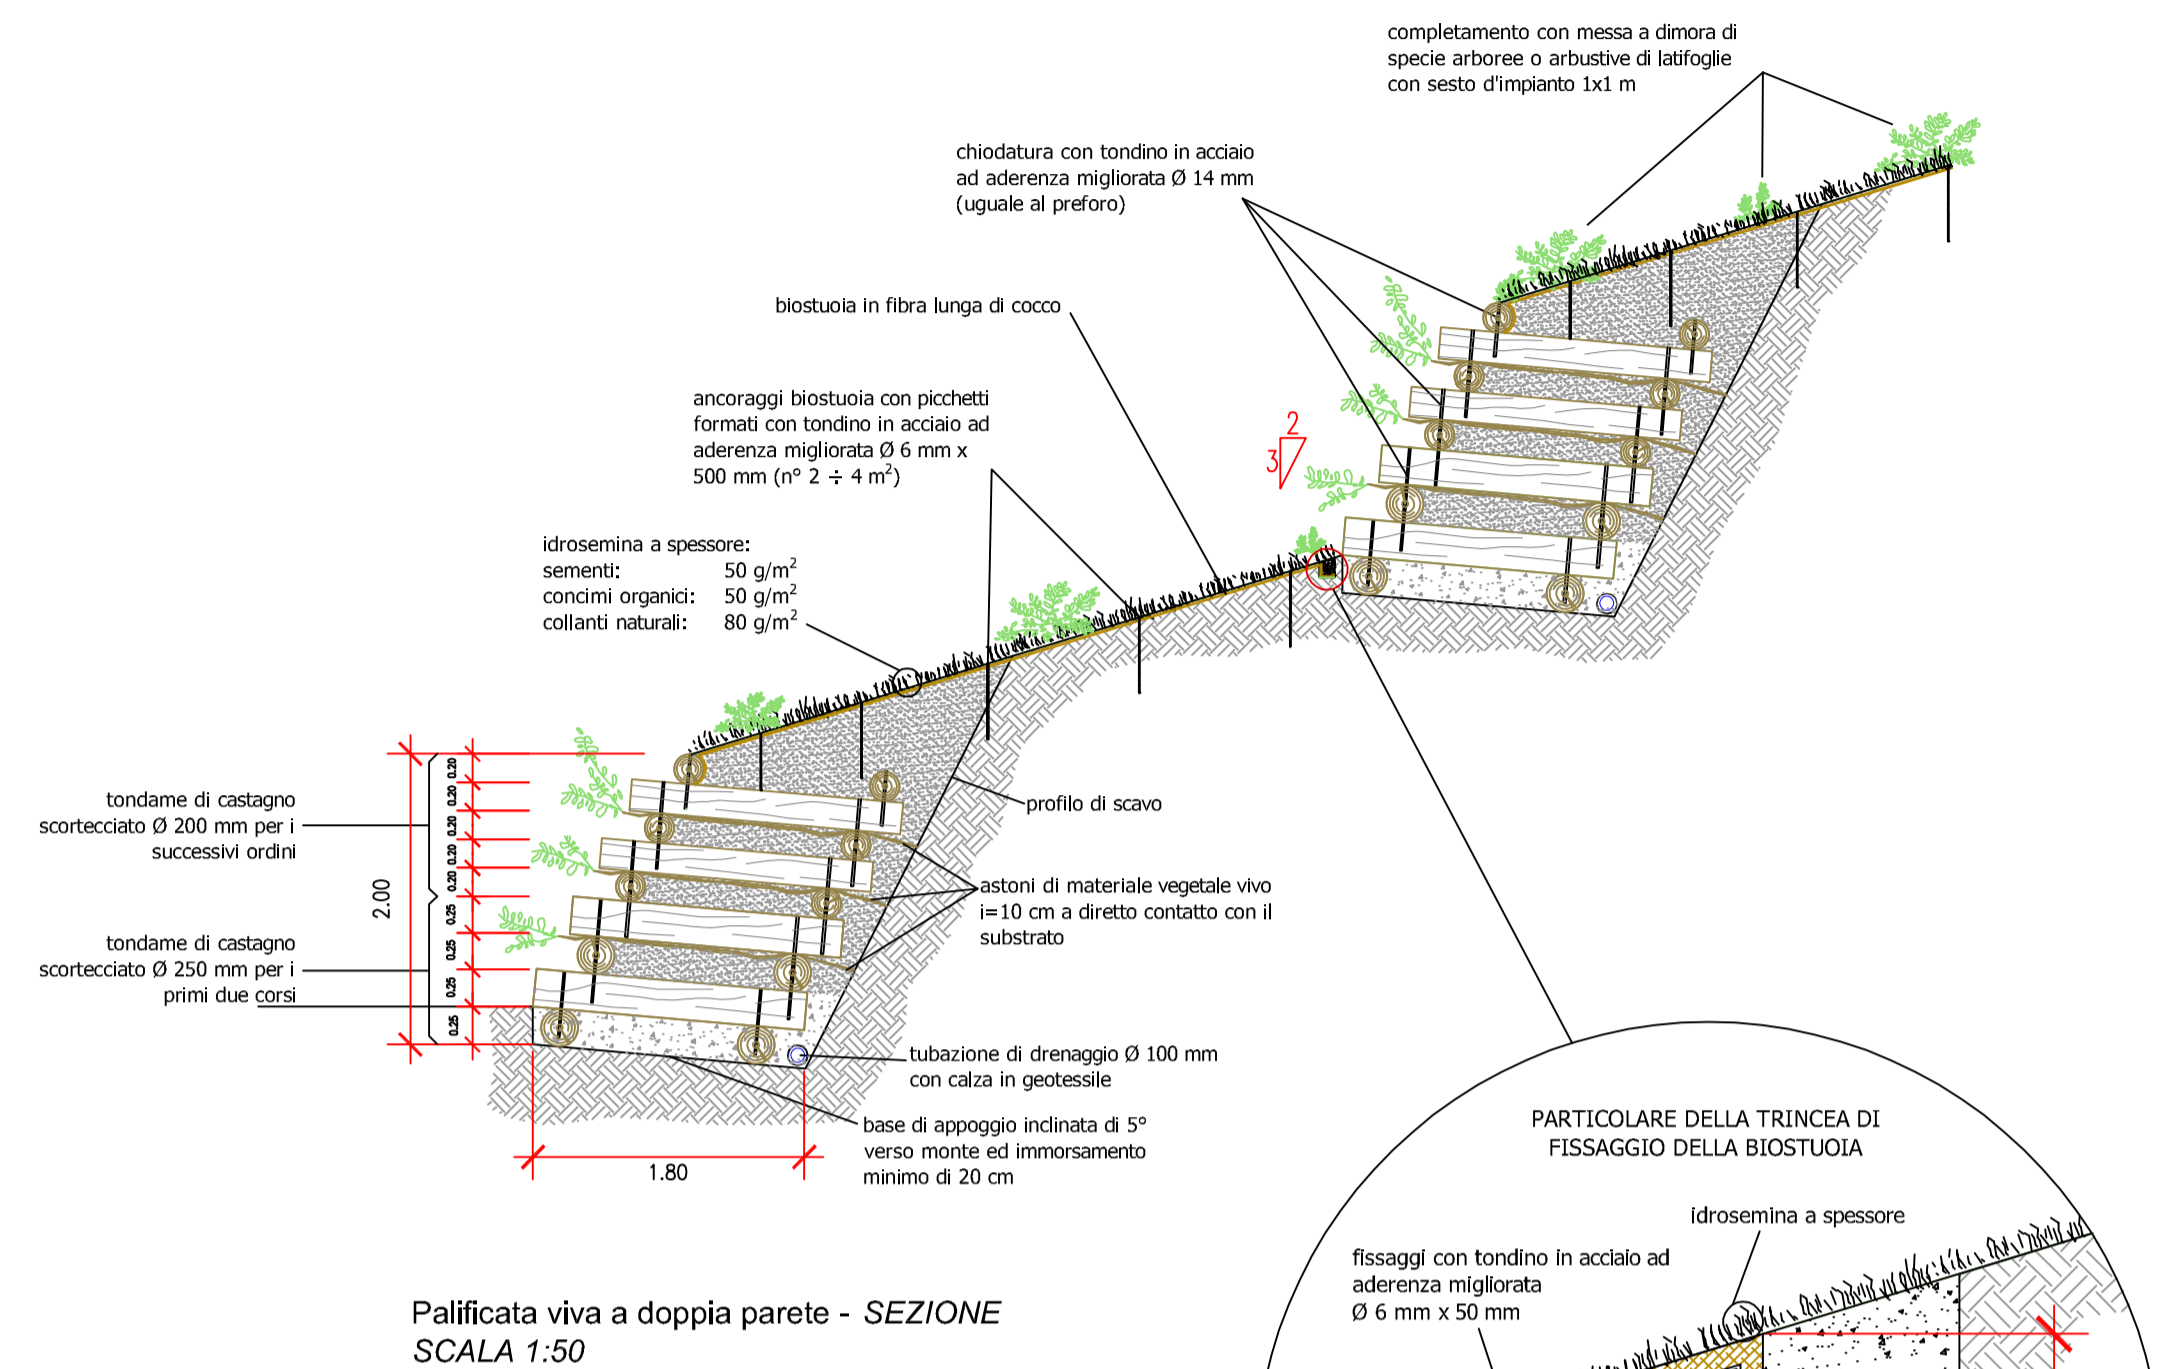 completamento con messa a dimora di
specie arboree o arbustive di latifoglie
con sesto d'impianto 1x1 m
chiodatura con tondino in acciaio
ad aderenza migliorata Ø 14 mm
(uguale al preforo)
biostuoia in fibra lunga di cocco
ancoraggi biostuoia con picchetti
formati con tondino in acciaio ad
aderenza migliorata Ø 6 mm x
500 mm (n° 2 ÷ 4 m²)
2
3
idrosemina a spessore:
sementi: 50 g/m²
concimi organici: 50 g/m²
collanti naturali: 80 g/m²
tondame di castagno
scortecciato Ø 200 mm per i
successivi ordini
tondame di castagno
scortecciato Ø 250 mm per i
primi due corsi
2.00
0.20
0.20
0.20
0.20
0.20
0.25
0.25
0.25
0.25
profilo di scavo
astoni di materiale vegetale vivo
i=10 cm a diretto contatto con il
substrato
tubazione di drenaggio Ø 100 mm
con calza in geotessile
base di appoggio inclinata di 5°
verso monte ed immorsamento
minimo di 20 cm
1.80
Palificata viva a doppia parete - SEZIONE
SCALA 1:50
PARTICOLARE DELLA TRINCEA DI
FISSAGGIO DELLA BIOSTUOIA
idrosemina a spessore
fissaggi con tondino in acciaio ad
aderenza migliorata
Ø 6 mm x 50 mm